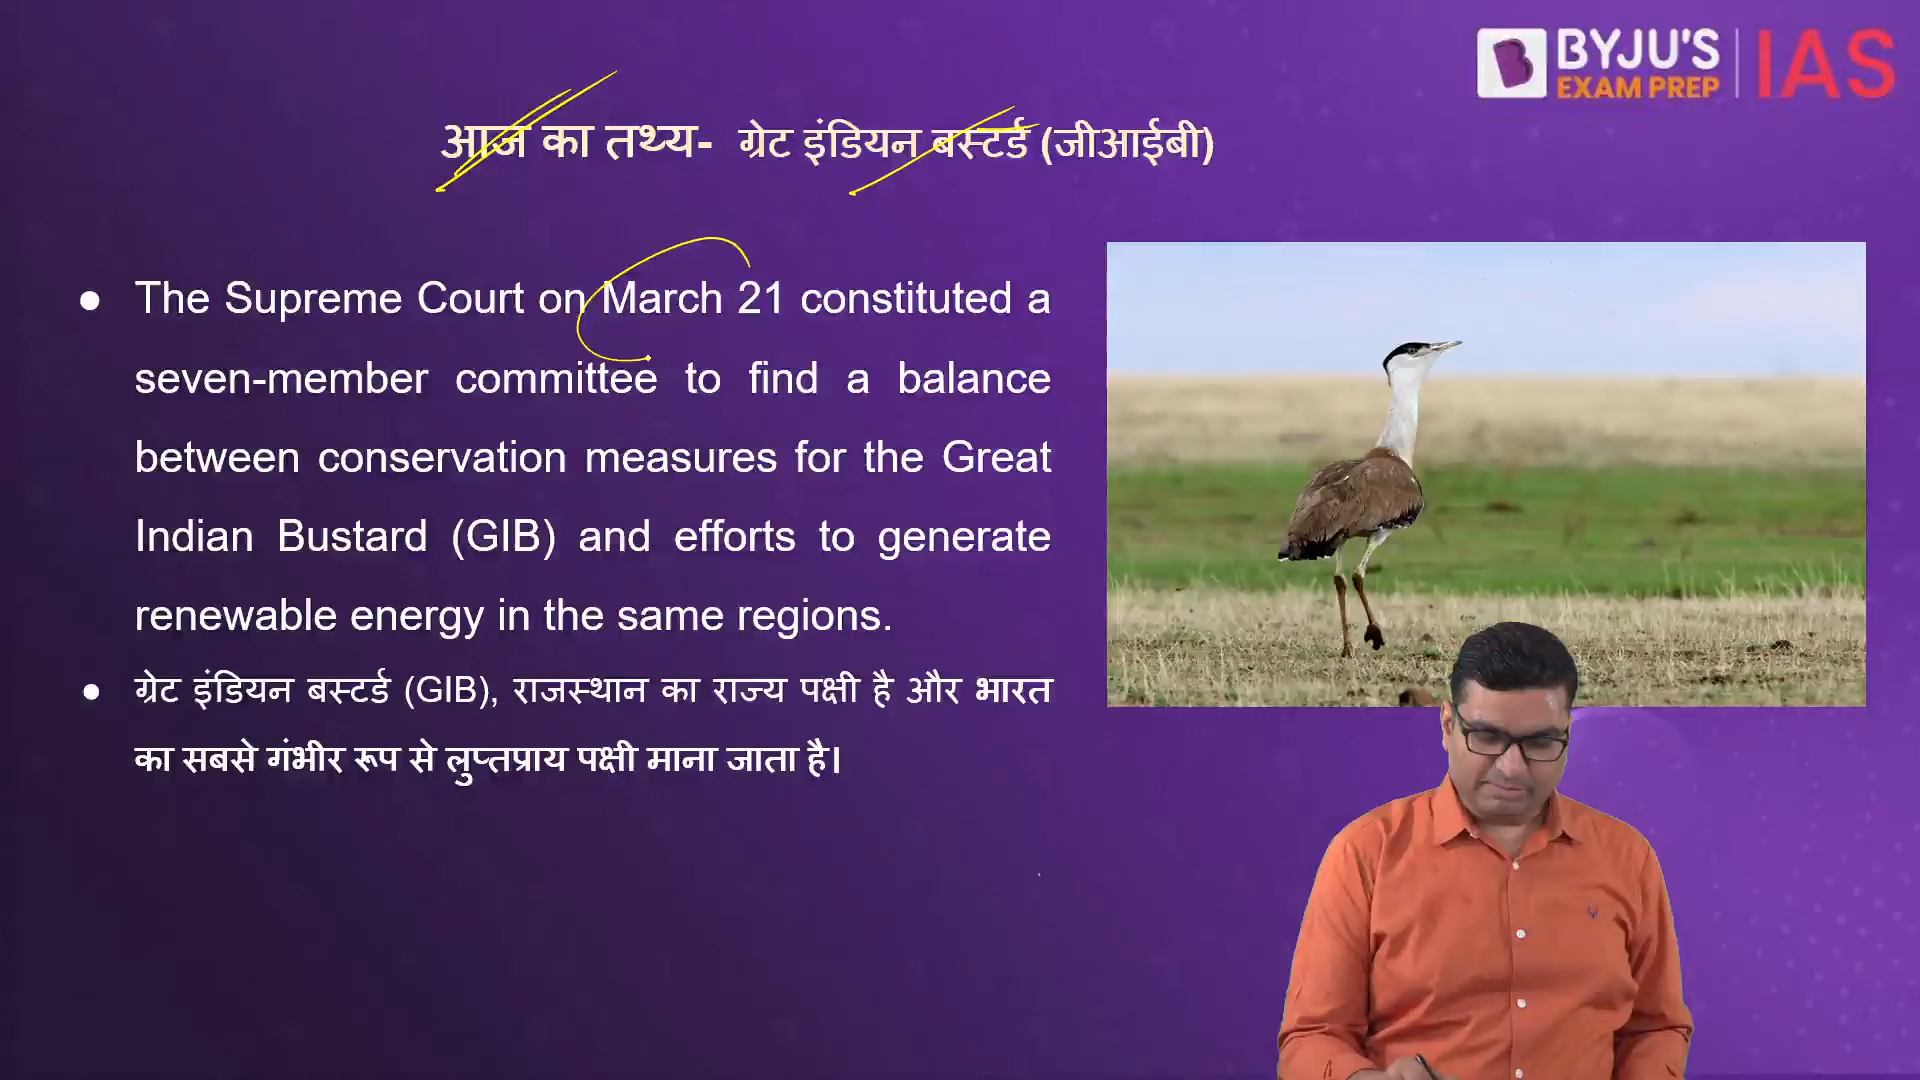 BYJU'S
EXAM PREP
IAS
आज का तथ्य- ग्रेट इंडियन बस्टर्ड (जीआईबी)
The Supreme Court on March 21 constituted a
seven-member committee to find a balance
between conservation measures for the Great
Indian Bustard (GIB) and efforts to generate
renewable energy in the same regions.
ग्रेट इंडियन बस्टर्ड (GIB), राजस्थान का राज्य पक्षी है और भारत
का सबसे गंभीर रूप से लुप्तप्राय पक्षी माना जाता है।